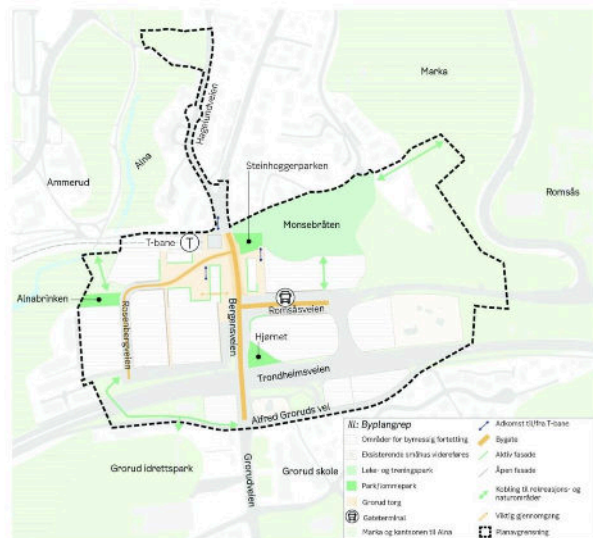 Marka
Hagelundveien
Alna
Steinhoggerparken
Ammerud
Romsås
Monsebråten
T-bane
T
Alnabrinken
Rosenbergveien
Bergensveien
Romsåsveien
Hjørnet
Trondheimsveien
Alfred Groruds vei
Grorud idrettspark
Grorudveien
Grorud skole
Ill: Byplangrep
Områder for bymessig fortetting
Eksisterende småhus videreføres
Leke- og treningspark
Park/lommepark
Grorud torg
Gateterminal
Marka og kantsonen til Alna
Adkomst til/fra T-bane
Bygate
Aktiv fasade
Åpen fasade
Kobling til rekreasjons- og
naturområder
Viktig gjennomgang
Planavgrensning